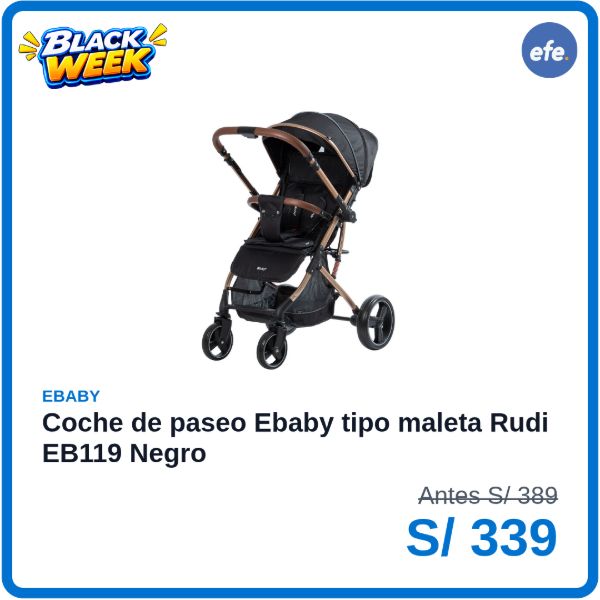 BLACK
WEEK
efe.
EBABY
Coche de paseo Ebaby tipo maleta Rudi
EB119 Negro
Antes S/ 389
S/ 339